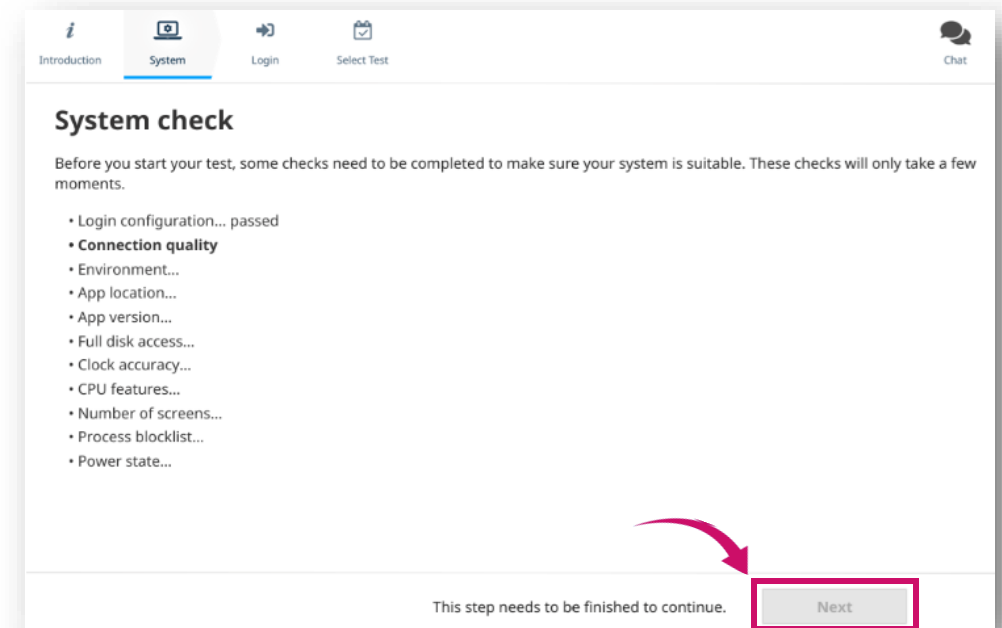 Introduction
System
Login
Select Test
Chat
System check
Before you start your test, some checks need to be completed to make sure your system is suitable. These checks will only take a few
moments.
• Login configuration... passed
• Connection quality
• Environment...
• App location...
• App version...
• Full disk access...
• Clock accuracy...
• CPU features...
• Number of screens...
• Process blocklist...
• Power state...
This step needs to be finished to continue.
Next